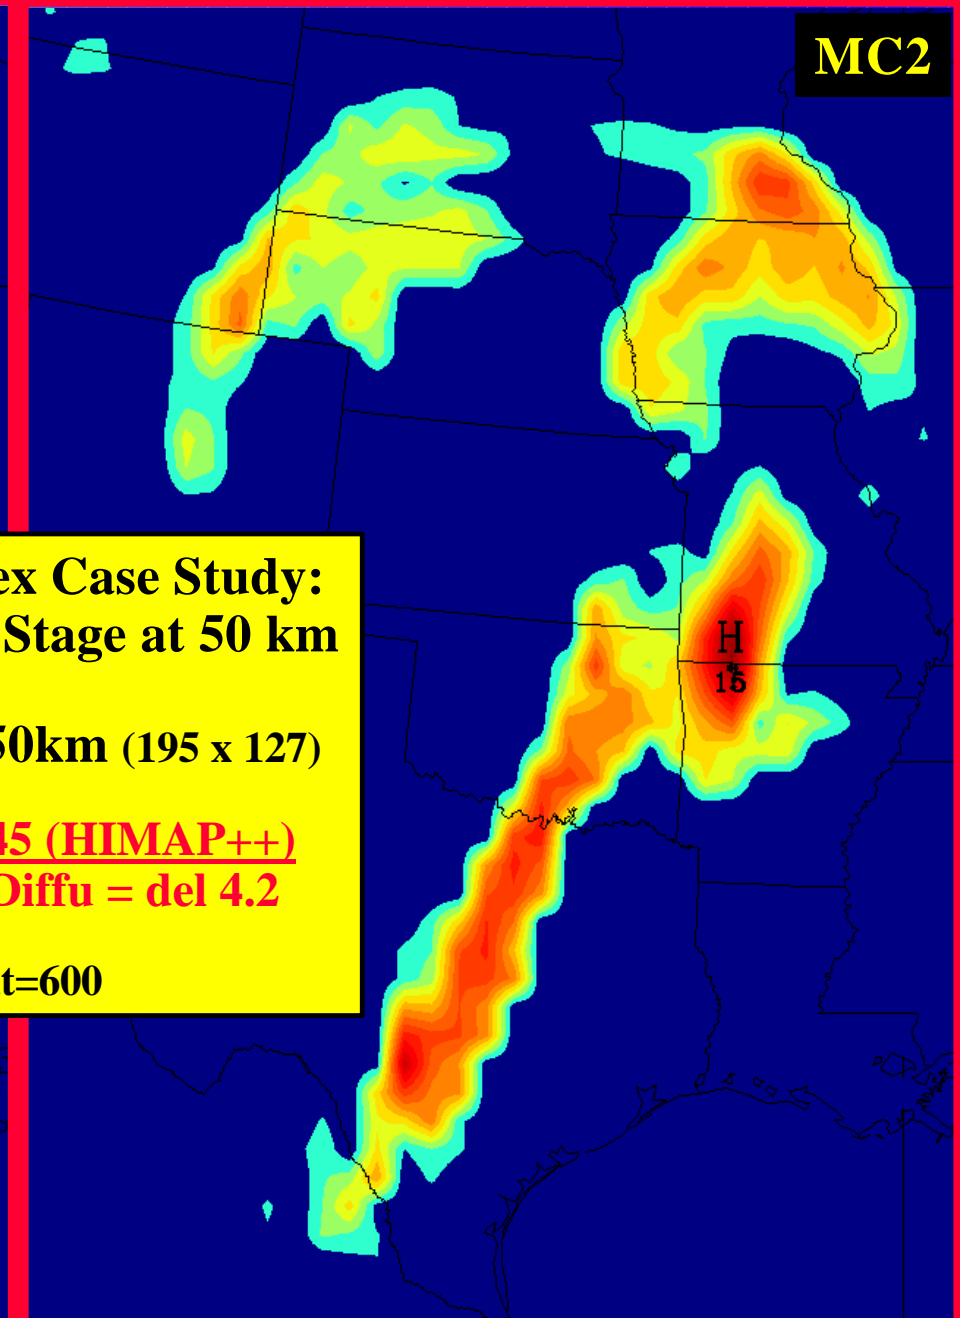 MC2
ex Case Study:
Stage at 50 km
50km (195 x 127)
45 (HIMAP++)
Diffu = del 4.2
t=600
H
15